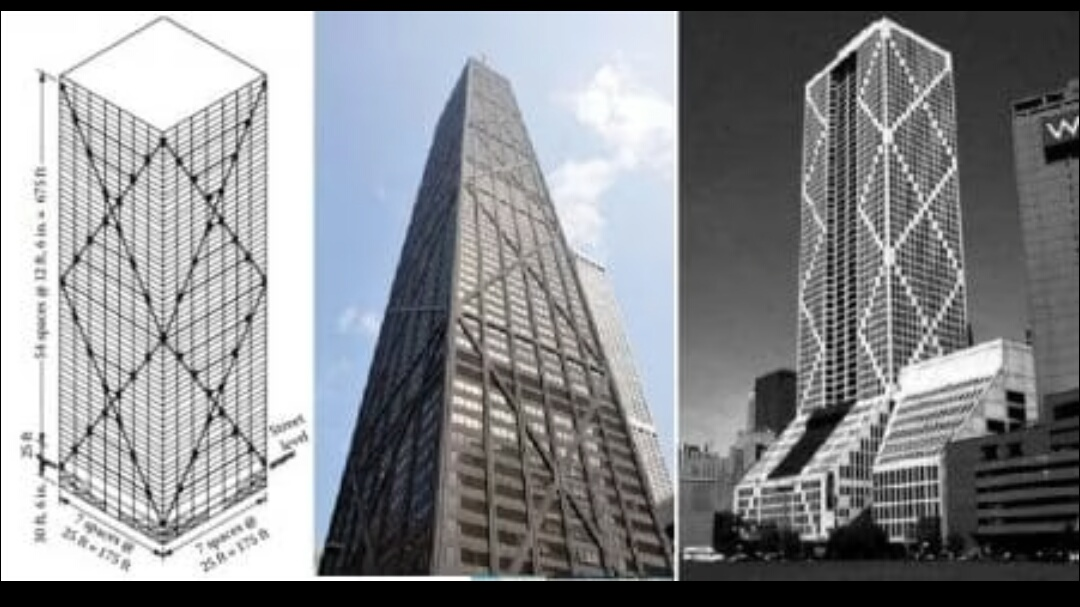 54 spaces @ 12 ft, 6 in. = 675 ft
25 ft
30 ft, 6 in.
7 spaces @
25 ft = 175 ft
7 spaces @
25 ft = 175 ft
Street
level
W